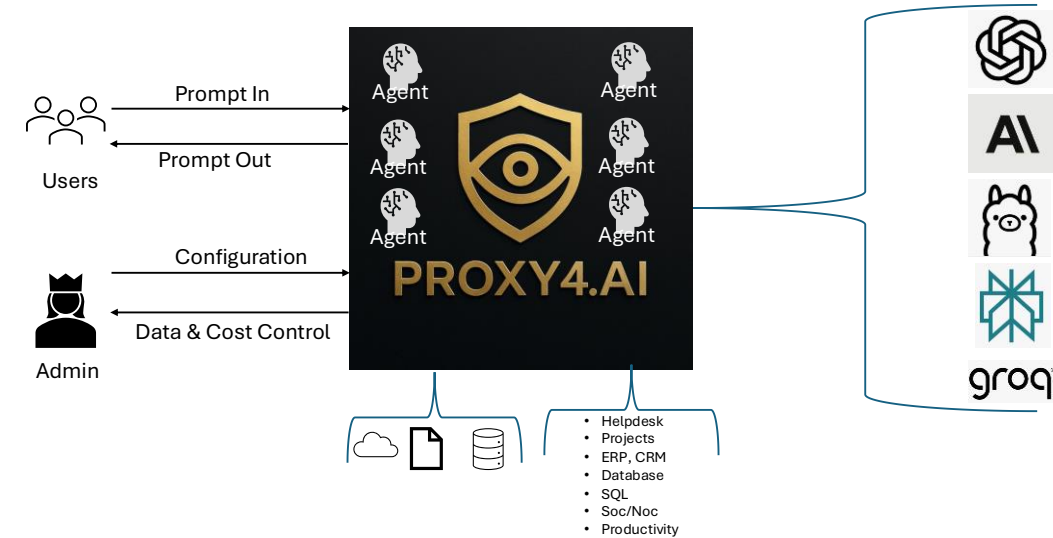 Agent
Agent
Prompt In
Agent
Agent
Prompt Out
Users
Agent
Agent
Configuration
PROXY4.AI
Data & Cost Control
Admin
A\
groq
• Helpdesk
• Projects
• ERP, CRM
• Database
• SQL
• Soc/Noc
• Productivity